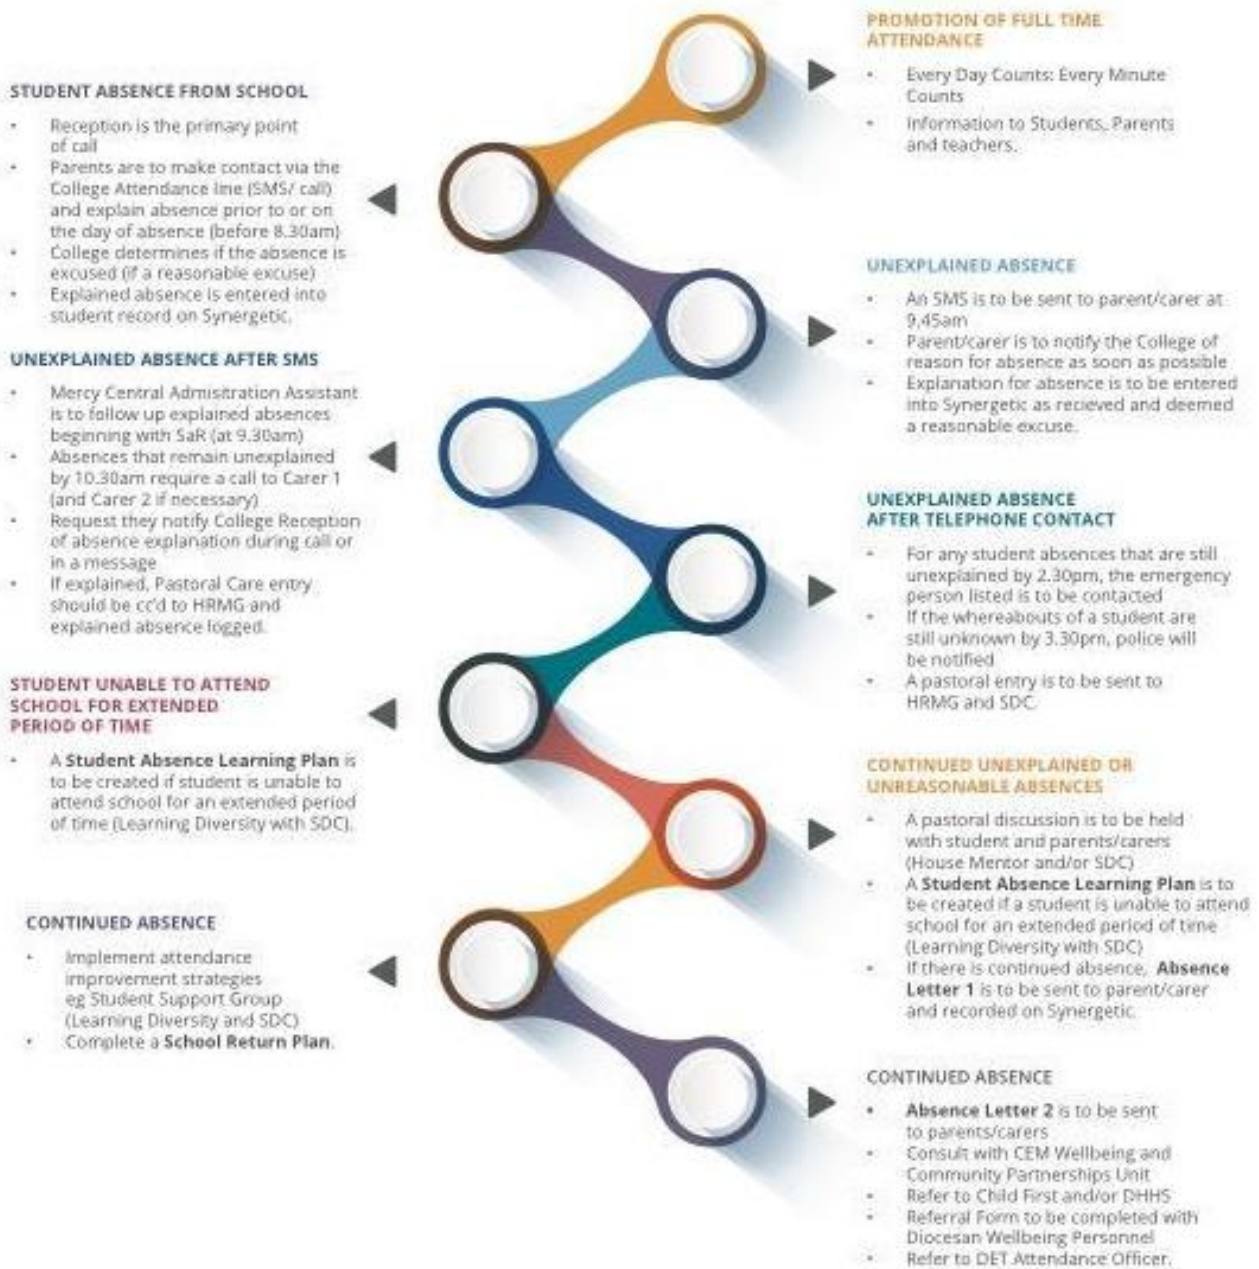 PROMOTION OF FULL TIME
ATTENDANCE
• Every Day Counts: Every Minute
Counts
• Information to Students, Parents
and teachers.
STUDENT ABSENCE FROM SCHOOL
• Reception is the primary point
of call
• Parents are to make contact via the
College Attendance line (SMS/ call)
and explain absence prior to or on
the day of absence (before 8.30am)
• College determines if the absence is
excused (if a reasonable excuse)
• Explained absence is entered into
student record on Synergetic.
UNEXPLAINED ABSENCE
• An SMS is to be sent to parent/carer at
9.45am
• Parent/carer is to notify the College of
reason for absence as soon as possible
• Explanation for absence is to be entered
into Synergetic as recieved and deemed
a reasonable excuse.
UNEXPLAINED ABSENCE AFTER SMS
• Mercy Central Admisitration Assistant
is to follow up explained absences
beginning with SaR (at 9.30am)
• Absences that remain unexplained
by 10.30am require a call to Carer 1
(and Carer 2 if necessary)
• Request they notify College Reception
of absence explanation during call or
in a message
• If explained, Pastoral Care entry
should be cc'd to HRMG and
explained absence logged.
UNEXPLAINED ABSENCE
AFTER TELEPHONE CONTACT
• For any student absences that are still
unexplained by 2.30pm, the emergency
person listed is to be contacted
• If the whereabouts of a student are
still unknown by 3.30pm, police will
be notified
• A pastoral entry is to be sent to
HRMG and SDC.
STUDENT UNABLE TO ATTEND
SCHOOL FOR EXTENDED
PERIOD OF TIME
• A Student Absence Learning Plan is
to be created if student is unable to
attend school for an extended period
of time (Learning Diversity with SDC).
CONTINUED UNEXPLAINED OR
UNREASONABLE ABSENCES
• A pastoral discussion is to be held
with student and parents/carers
(House Mentor and/or SDC)
• A Student Absence Learning Plan is to
be created if a student is unable to attend
school for an extended period of time
(Learning Diversity with SDC)
• If there is continued absence, Absence
Letter 1 is to be sent to parent/carer
and recorded on Synergetic.
CONTINUED ABSENCE
• Implement attendance
improvement strategies
eg Student Support Group
(Learning Diversity and SDC)
• Complete a School Return Plan.
CONTINUED ABSENCE
• Absence Letter 2 is to be sent
to parents/carers
• Consult with CEM Wellbeing and
Community Partnerships Unit
• Refer to Child First and/or DHHS
• Referral Form to be completed with
Diocesan Wellbeing Personnel
• Refer to DET Attendance Officer.